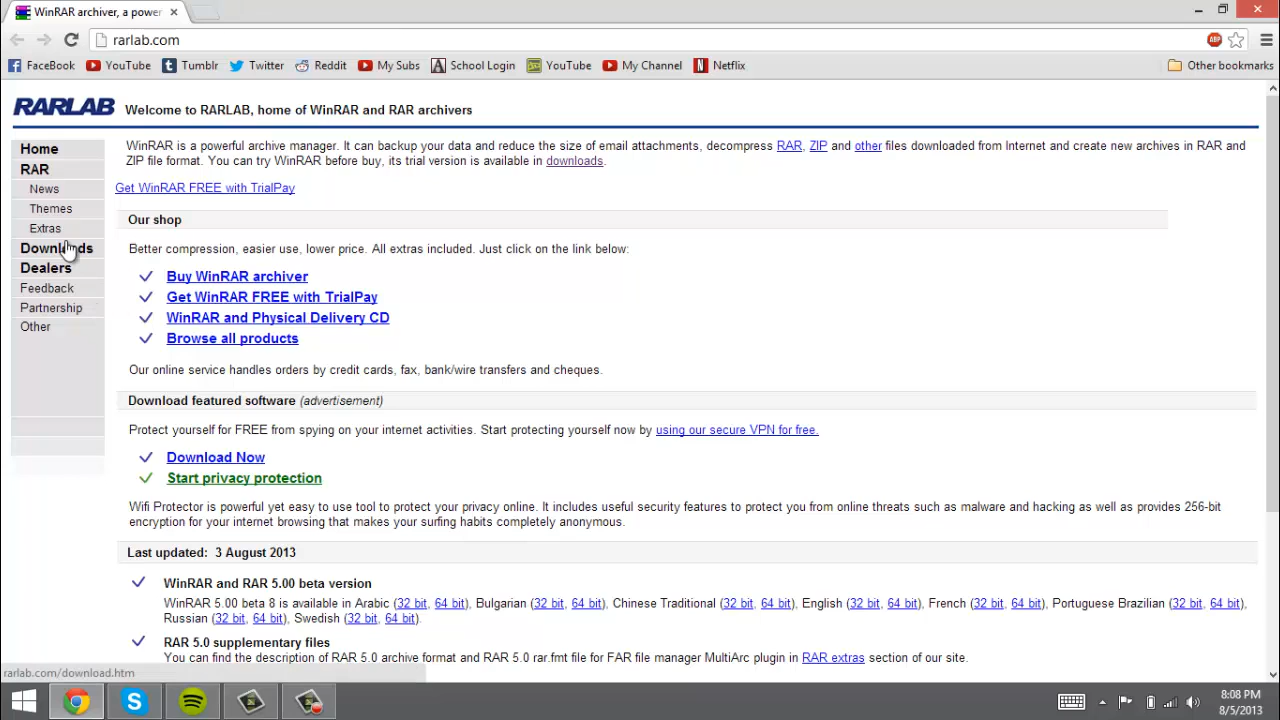 WinRAR archiver, a power
rarlab.com
ABP
FaceBook YouTube Tumblr Twitter Reddit My Subs School Login YouTube My Channel Netflix Other bookmarks
RARLAB Welcome to RARLAB, home of WinRAR and RAR archivers
Home
RAR
News
Themes
Extras
Downloads
Dealers
Feedback
Partnership
Other
WinRAR is a powerful archive manager. It can backup your data and reduce the size of email attachments, decompress RAR, ZIP and other files downloaded from Internet and create new archives in RAR and
ZIP file format. You can try WinRAR before buy, its trial version is available in downloads.
Get WinRAR FREE with TrialPay
Our shop
Better compression, easier use, lower price. All extras included. Just click on the link below:
Buy WinRAR archiver
Get WinRAR FREE with TrialPay
WinRAR and Physical Delivery CD
Browse all products
Our online service handles orders by credit cards, fax, bank/wire transfers and cheques.
Download featured software (advertisement)
Protect yourself for FREE from spying on your internet activities. Start protecting yourself now by using our secure VPN for free.
Download Now
Start privacy protection
Wifi Protector is powerful yet easy to use tool to protect your privacy online. It includes useful security features to protect you from online threats such as malware and hacking as well as provides 256-bit
encryption for your internet browsing that makes your surfing habits completely anonymous.
Last updated: 3 August 2013
WinRAR and RAR 5.00 beta version
WinRAR 5.00 beta 8 is available in Arabic (32 bit, 64 bit), Bulgarian (32 bit, 64 bit), Chinese Traditional (32 bit, 64 bit), English (32 bit, 64 bit), French (32 bit, 64 bit), Portuguese Brazilian (32 bit, 64 bit),
Russian (32 bit, 64 bit), Swedish (32 bit, 64 bit).
RAR 5.0 supplementary files
You can find the description of RAR 5.0 archive format and RAR 5.0 rar.fmt file for FAR file manager MultiArc plugin in RAR extras section of our site.
rarlab.com/download.htm
8:08 PM
8/5/2013